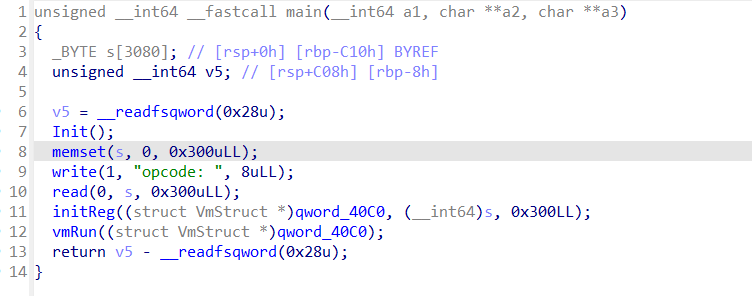 1 unsigned __int64 __fastcall main(__int64 a1, char **a2, char **a3)
2 {
3   _BYTE s[3080]; // [rsp+0h] [rbp-C10h] BYREF
4   unsigned __int64 v5; // [rsp+C08h] [rbp-8h]
5
6   v5 = __readfsqword(0x28u);
7   Init();
8   memset(s, 0, 0x300uLL);
9   write(1, "opcode: ", 8uLL);
10   read(0, s, 0x300uLL);
11   initReg((struct VmStruct *)qword_40C0, (__int64)s, 0x300LL);
12   vmRun((struct VmStruct *)qword_40C0);
13   return v5 - __readfsqword(0x28u);
14 }